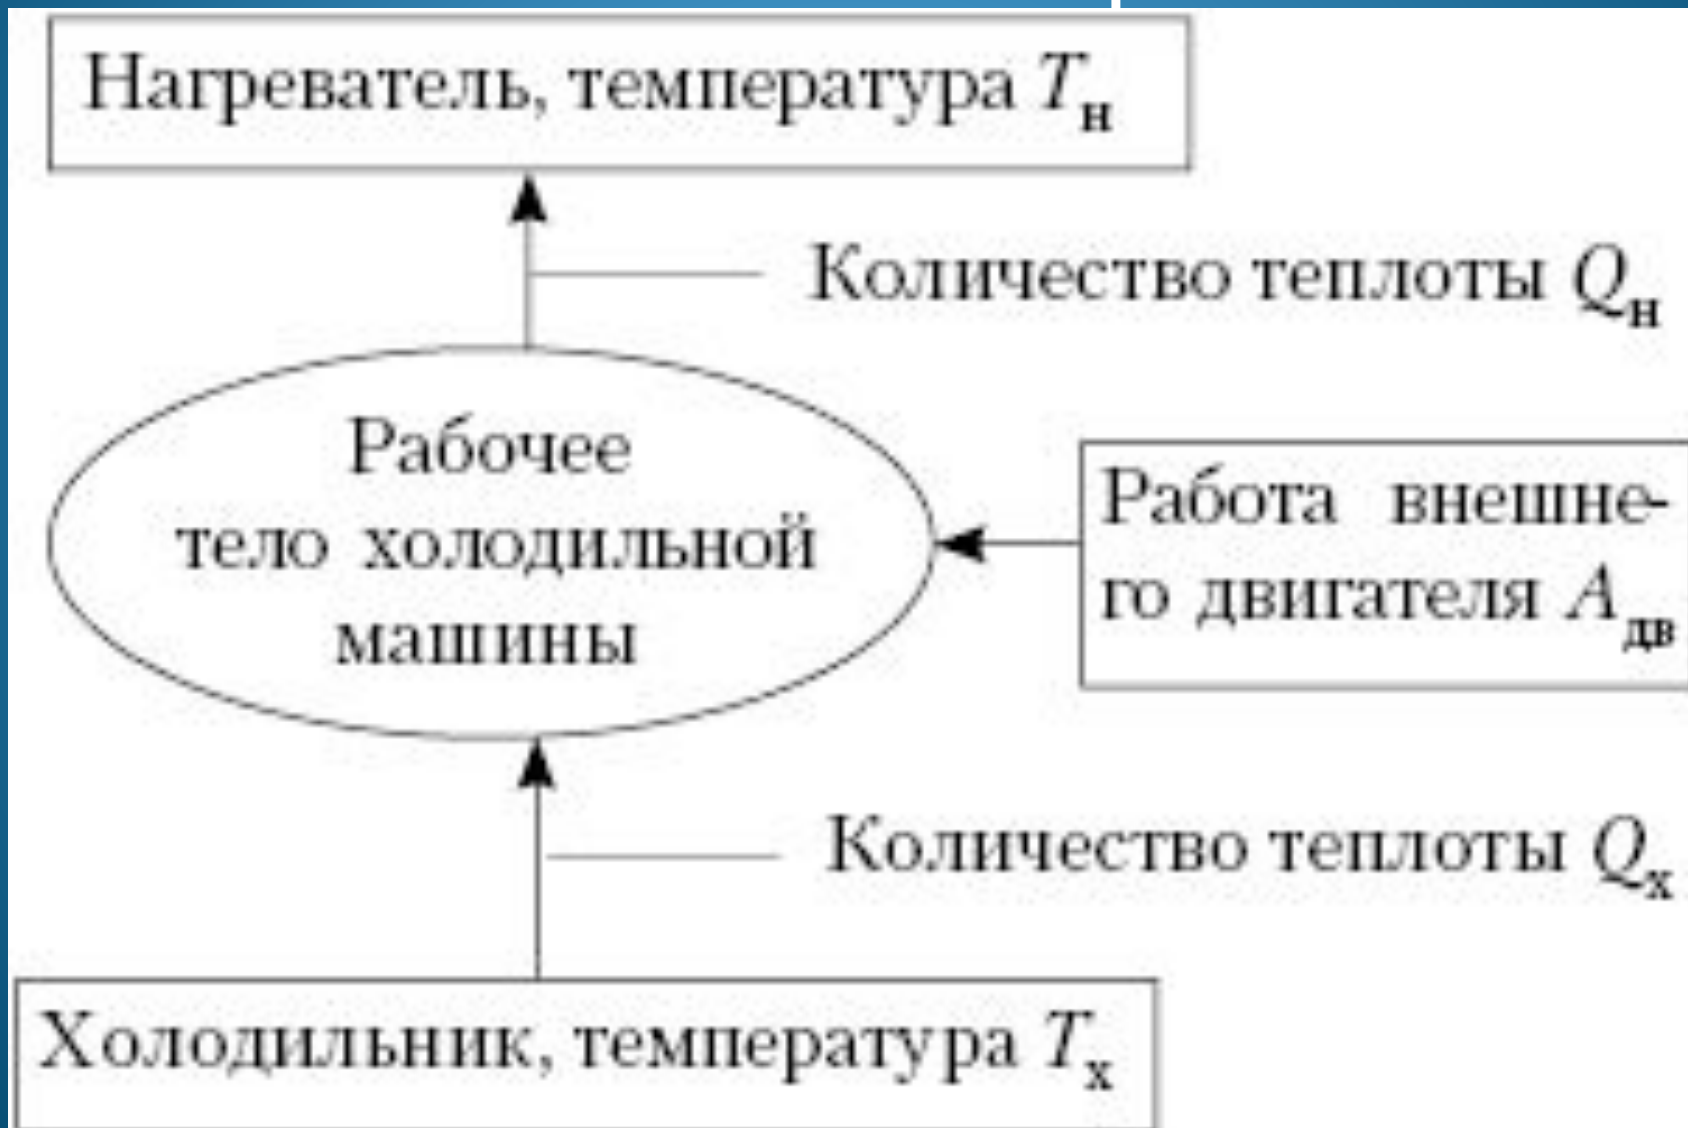 Нагреватель, температура Tн
Количество теплоты Qн
Рабочее
тело холодильной
машины
Работа внешне-
го двигателя Aдв
Количество теплоты Qх
Холодильник, температура Tх